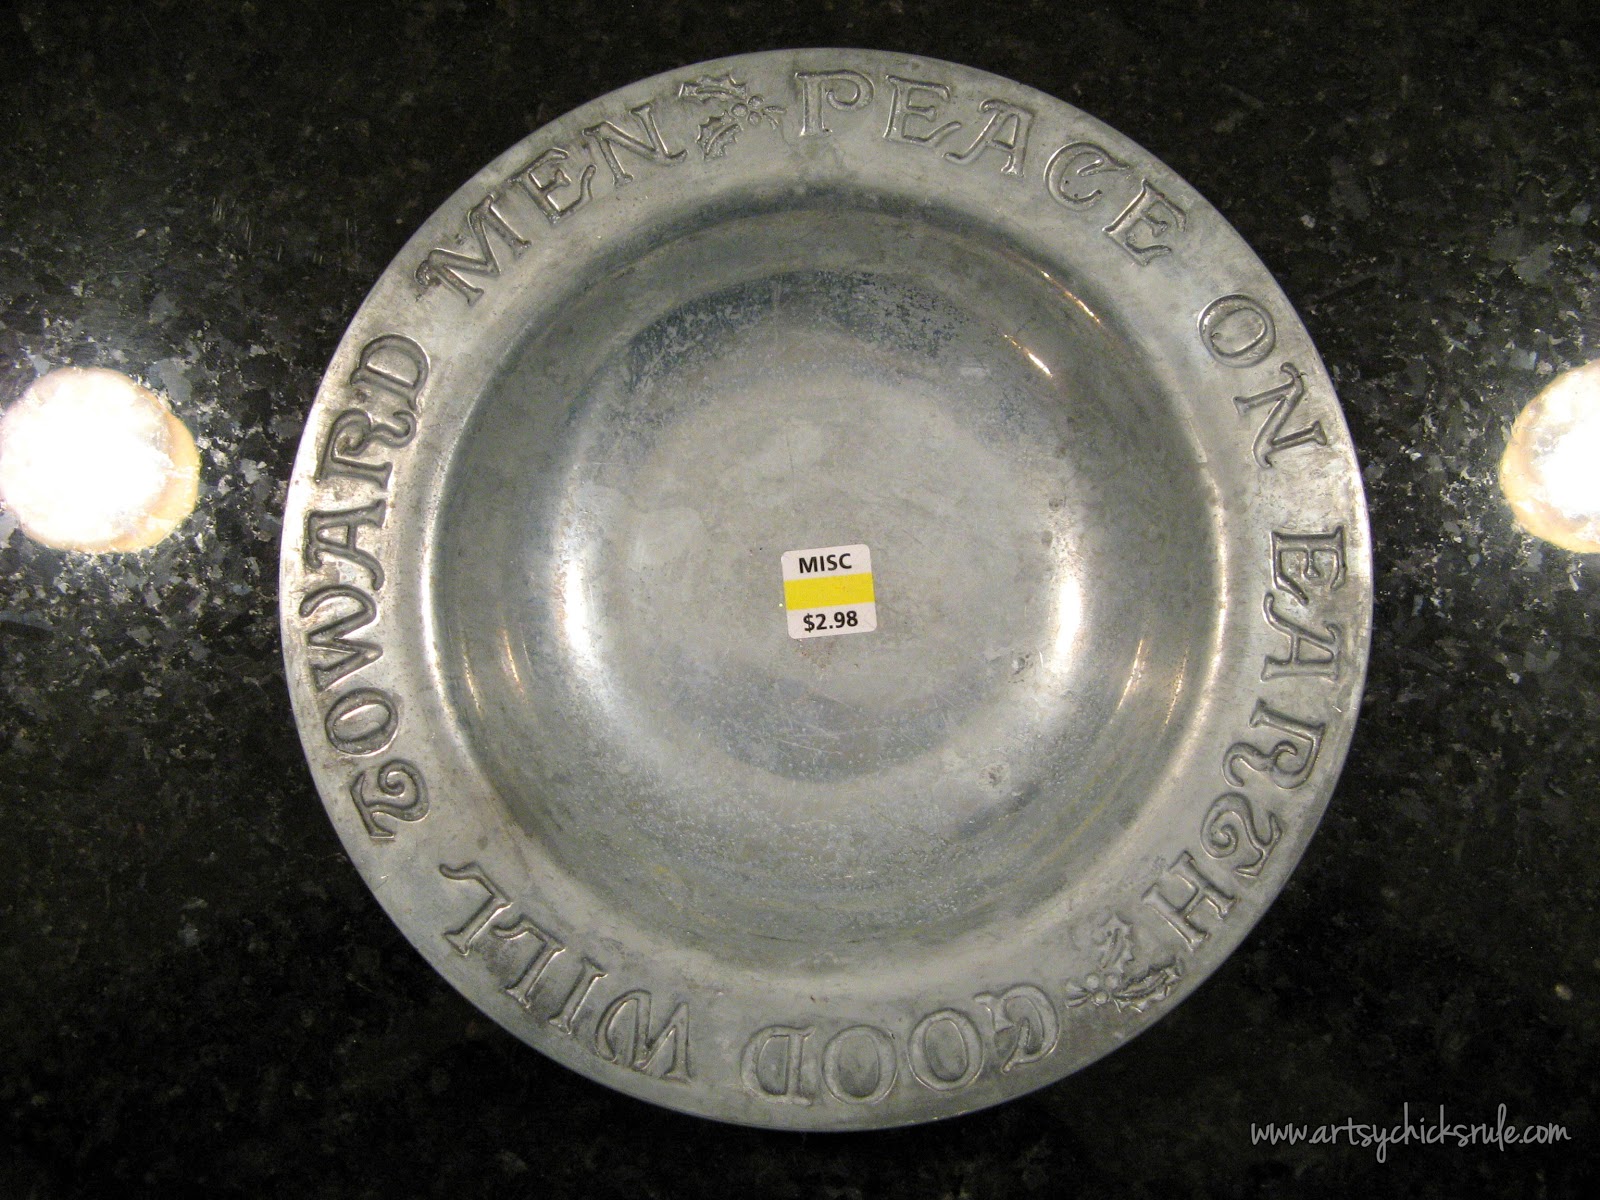 PEACE ON EARTH
GOOD WILL TOWARD MEN
MISC
$2.98
www.artsychicksrule.com